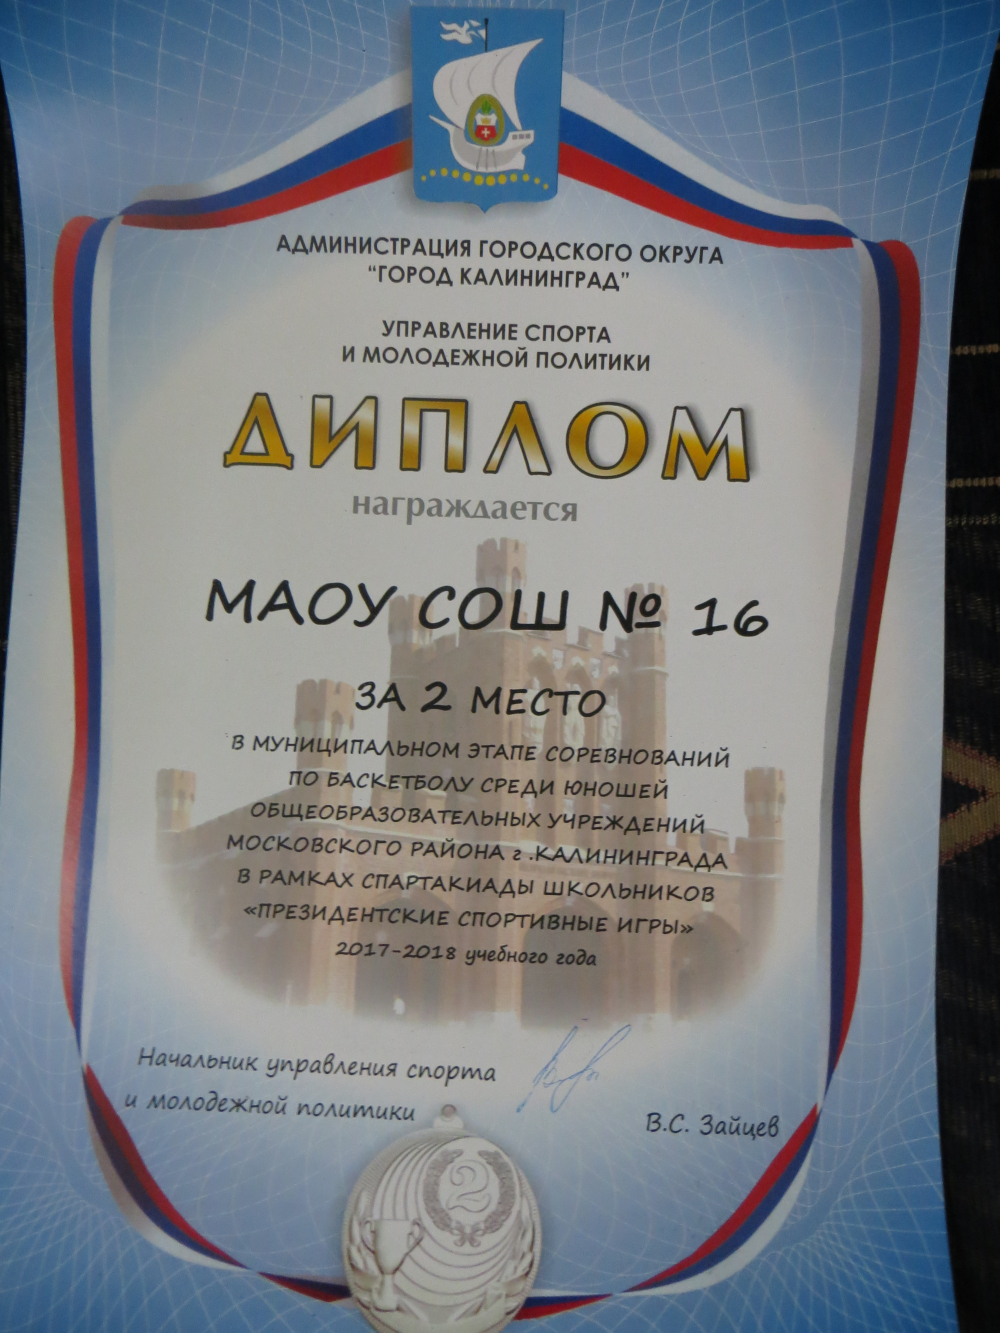 АДМИНИСТРАЦИЯ ГОРОДСКОГО ОКРУГА
“ГОРОД КАЛИНИНГРАД”
УПРАВЛЕНИЕ СПОРТА
И МОЛОДЕЖНОЙ ПОЛИТИКИ
ДИПЛОМ
награждается
МАОУ СОШ № 16
ЗА 2 МЕСТО
В МУНИЦИПАЛЬНОМ ЭТАПЕ СОРЕВНОВАНИЙ
ПО БАСКЕТБОЛУ СРЕДИ ЮНОШЕЙ
ОБЩЕОБРАЗОВАТЕЛЬНЫХ УЧРЕЖДЕНИЙ
МОСКОВСКОГО РАЙОНА г .КАЛИНИНГРАДА
В РАМКАХ СПАРТАКИАДЫ ШКОЛЬНИКОВ
«ПРЕЗИДЕНТСКИЕ СПОРТИВНЫЕ ИГРЫ»
2017-2018 учебного года
Начальник управления спорта
и молодежной политики
В.С. Зайцев
2